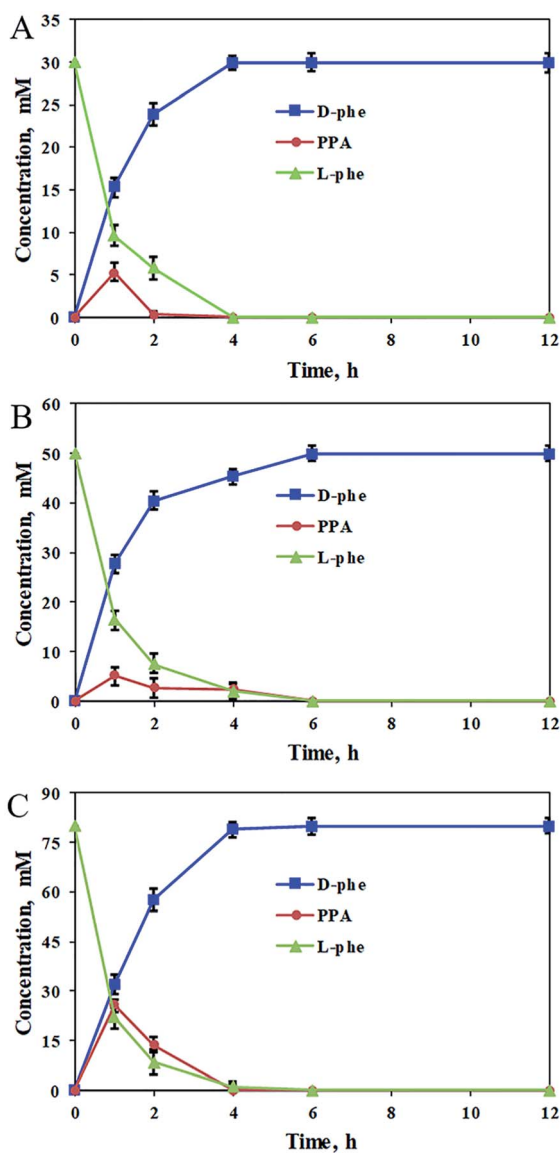 A
Concentration, mM
35
30
25
20
15
10
5
0
D-phe
PPA
L-phe
0 2 4 6 8 10 12
Time, h
B
Concentration, mM
60
50
40
30
20
10
0
D-phe
PPA
L-phe
0 2 4 6 8 10 12
Time, h
C
Concentration, mM
90
75
60
45
30
15
0
D-phe
PPA
L-phe
0 2 4 6 8 10 12
Time, h